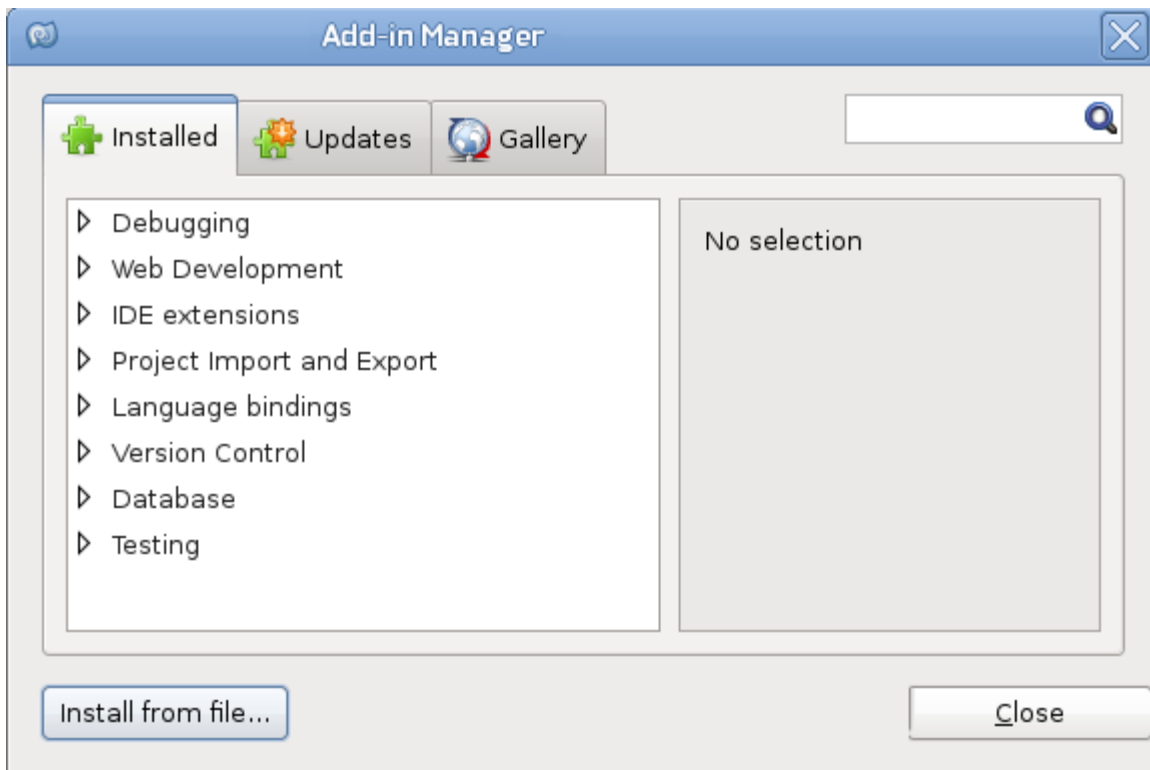 Add-in Manager
Installed
Updates
Gallery
Debugging
Web Development
IDE extensions
Project Import and Export
Language bindings
Version Control
Database
Testing
No selection
Install from file...
Close